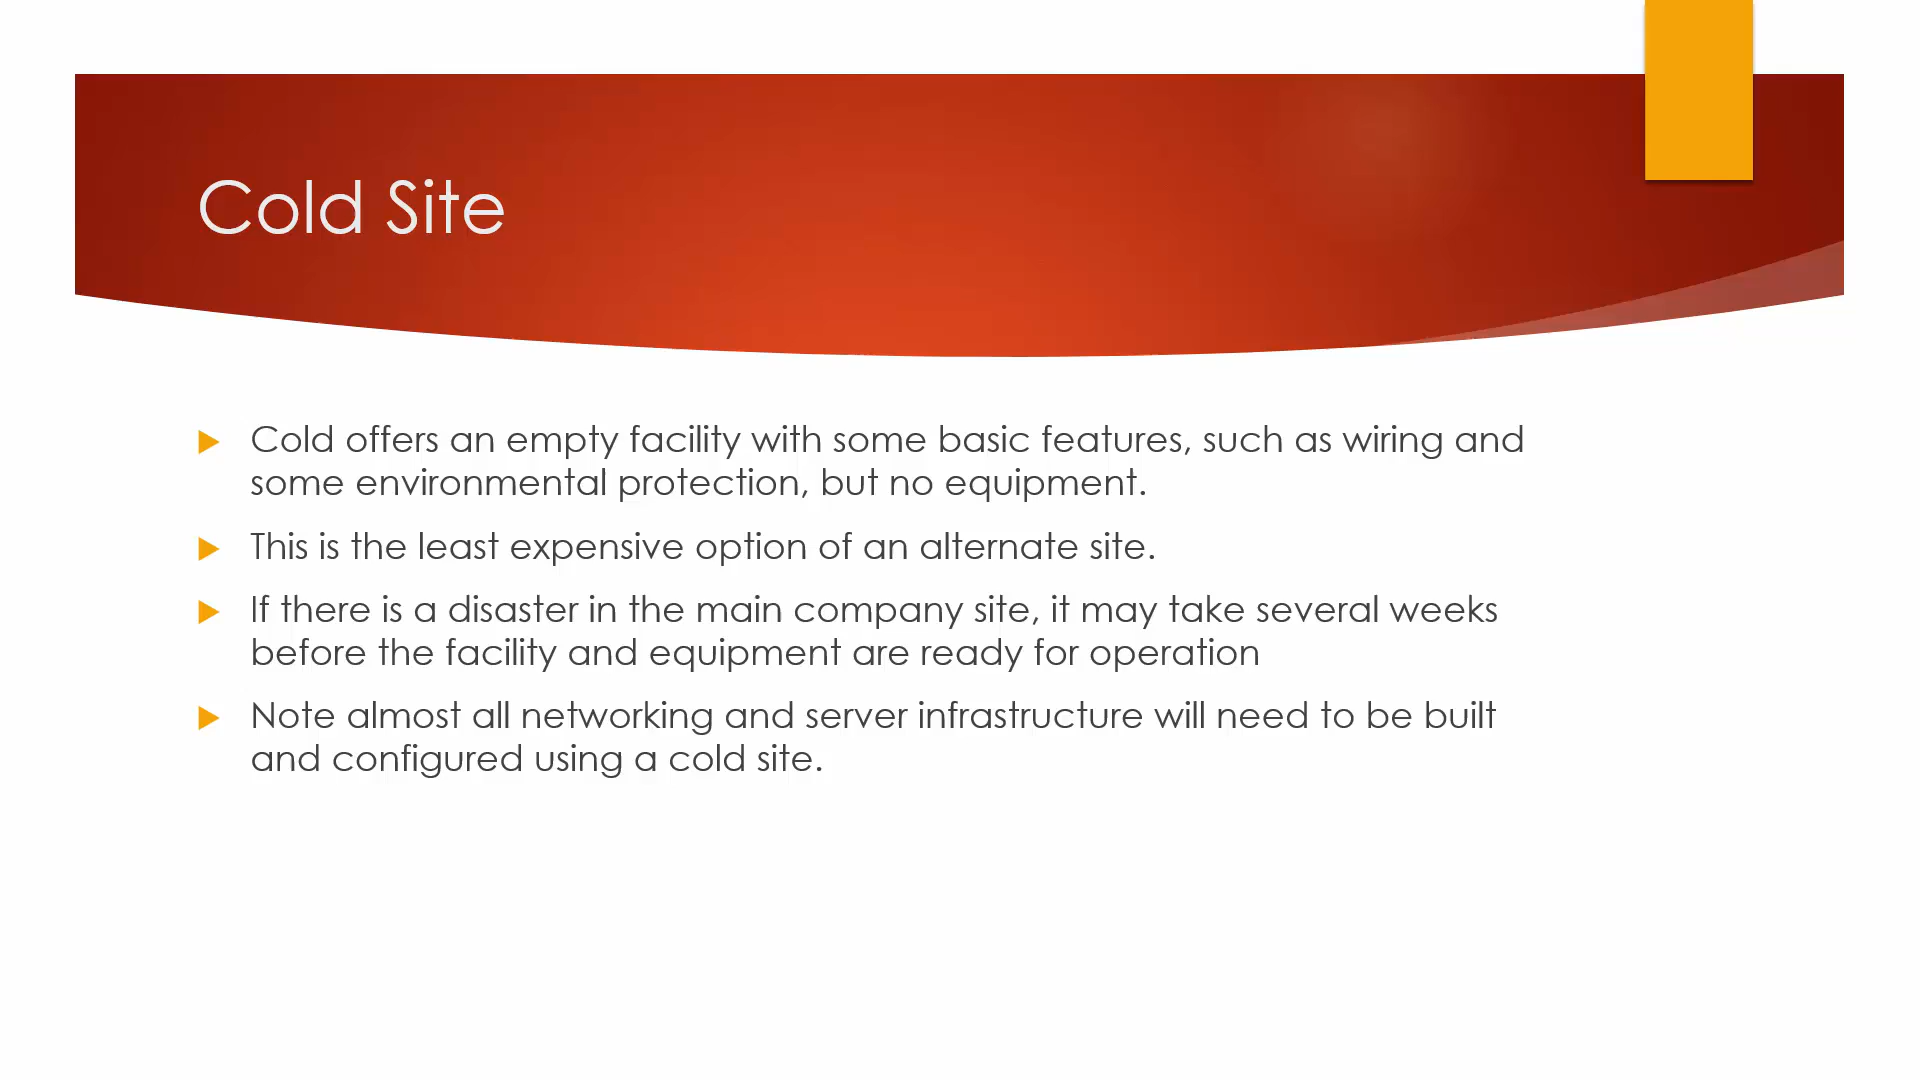 Cold Site
Cold offers an empty facility with some basic features, such as wiring and
some environmental protection, but no equipment.
This is the least expensive option of an alternate site.
If there is a disaster in the main company site, it may take several weeks
before the facility and equipment are ready for operation
Note almost all networking and server infrastructure will need to be built
and configured using a cold site.